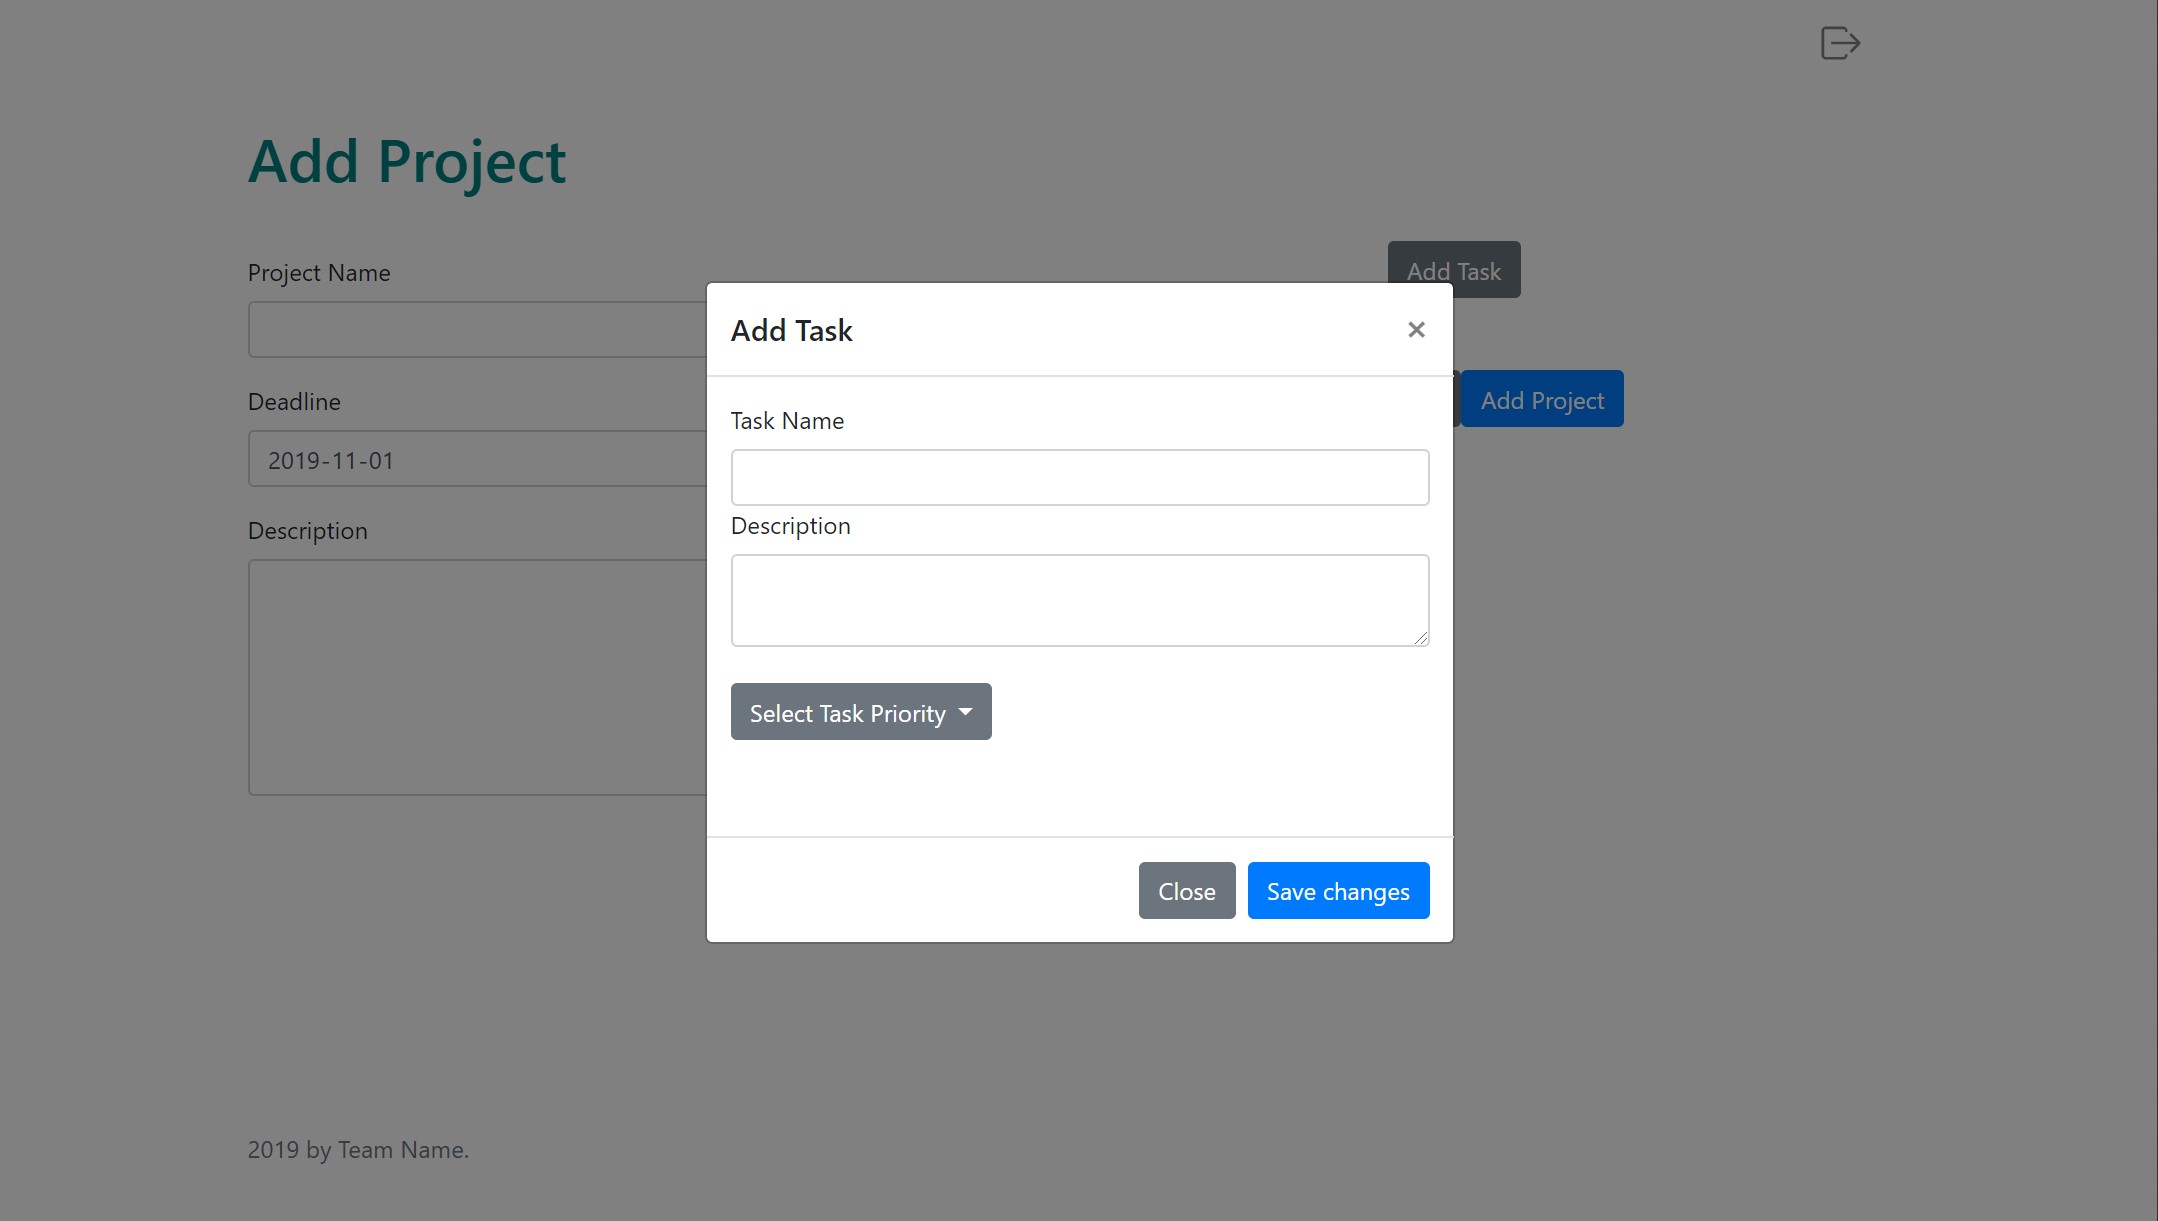 Add Project
Project Name
Add Task
Add Task
×
Deadline
Add Project
Task Name
2019-11-01
Description
Description
Select Task Priority
Close
Save changes
2019 by Team Name.